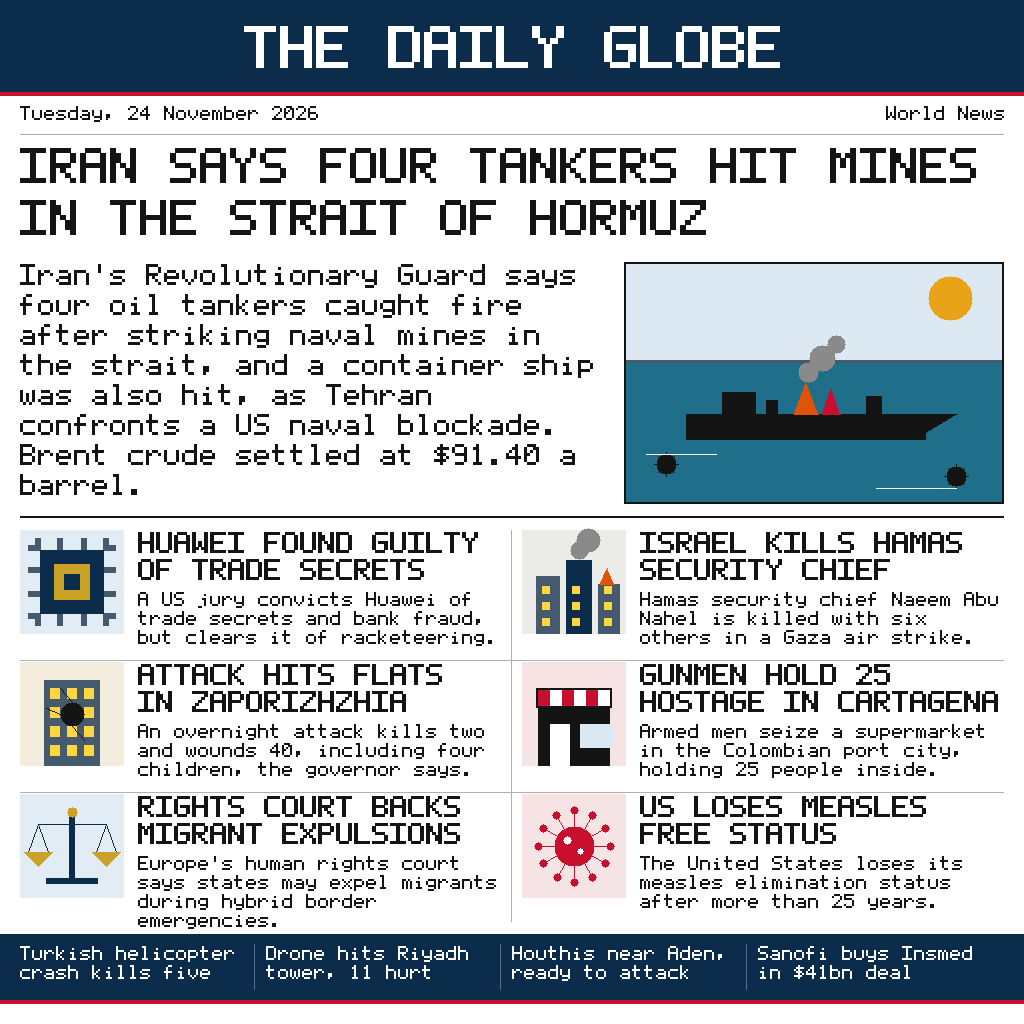 THE DAILY GLOBE
Tuesday, 24 November 2026
World News
IRAN SAYS FOUR TANKERS HIT MINES
IN THE STRAIT OF HORMUZ
Iran's Revolutionary Guard says
four oil tankers caught fire
after striking naval mines in
the strait, and a container ship
was also hit, as Tehran
confronts a US naval blockade.
Brent crude settled at $91.40 a
barrel.
HUAWEI FOUND GUILTY
OF TRADE SECRETS
A US jury convicts Huawei of
trade secrets and bank fraud,
but clears it of racketeering.
ISRAEL KILLS HAMAS
SECURITY CHIEF
Hamas security chief Naeem Abu
Nahel is killed with six
others in a Gaza air strike.
ATTACK HITS FLATS
IN ZAPORIZHZHIA
An overnight attack kills two
and wounds 40, including four
children, the governor says.
GUNMEN HOLD 25
HOSTAGE IN CARTAGENA
Armed men seize a supermarket
in the Colombian port city,
holding 25 people inside.
RIGHTS COURT BACKS
MIGRANT EXPULSIONS
Europe's human rights court
says states may expel migrants
during hybrid border
emergencies.
US LOSES MEASLES
FREE STATUS
The United States loses its
measles elimination status
after more than 25 years.
Turkish helicopter
crash kills five
Drone hits Riyadh
tower, 11 hurt
Houthis near Aden,
ready to attack
Sanofi buys Insmed
in $41bn deal